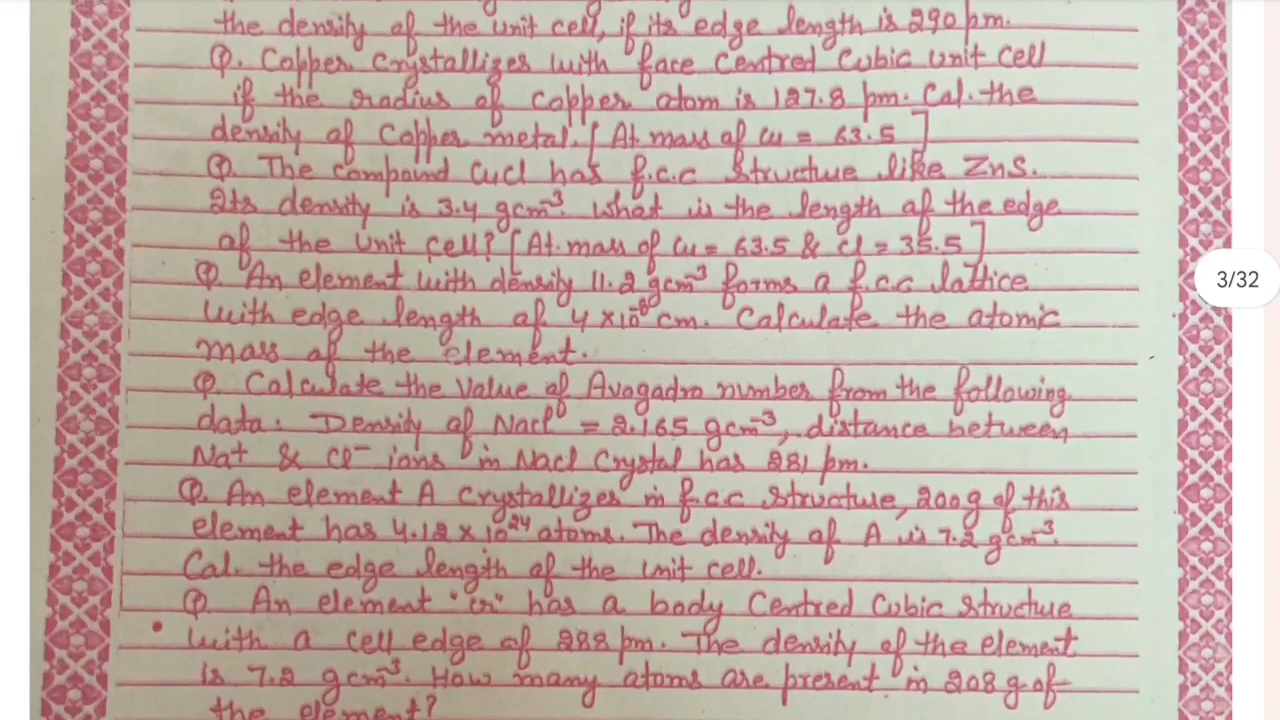 the density of the unit cell, if its edge length is 290 pm.
Q. Copper crystallizes with face centred cubic unit cell
if the radius of copper atom is 127.8 pm. Cal. the
density of copper metal. [At. mass of Cu = 63.5]
Q. The compound CuCl has f.c.c structure like ZnS.
Its density is 3.4 gcm⁻³. What is the length of the edge
of the unit cell? [At. mass of Cu = 63.5 & Cl = 35.5]
Q. An element with density 11.2 gcm⁻³ forms a f.c.c lattice
with edge length of 4 × 10⁻⁸ cm. Calculate the atomic
mass of the element.
Q. Calculate the value of Avogadro number from the following
data: Density of NaCl = 2.165 gcm⁻³, distance between
Na⁺ & Cl⁻ ions in NaCl crystal has 281 pm.
Q. An element A crystallizes in f.c.c structure, 200 g of this
element has 4.12 × 10²⁴ atoms. The density of A is 7.2 gcm⁻³.
Cal. the edge length of the unit cell.
Q. An element "cr" has a body centred cubic structure
with a cell edge of 288 pm. The density of the element
is 7.2 gcm⁻³. How many atoms are present in 208 g of
the element?
3/32